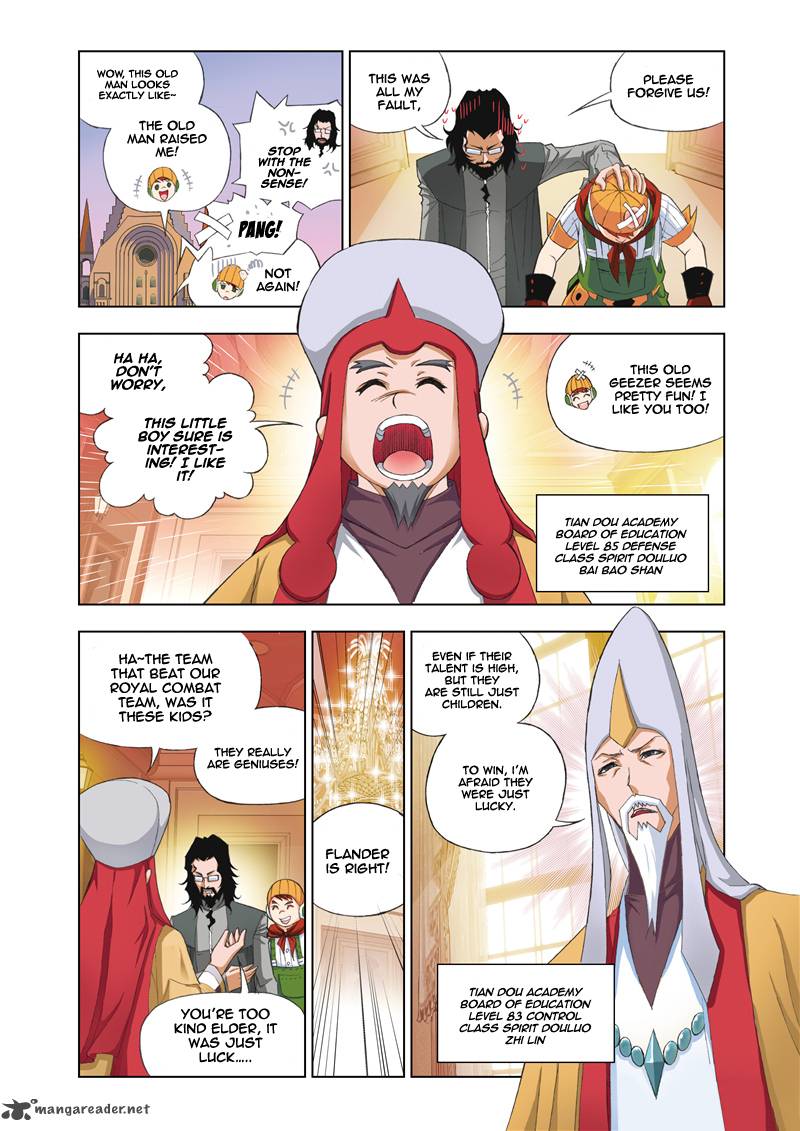 WOW, THIS OLD
MAN LOOKS
EXACTLY LIKE~
THE OLD
MAN RAISED
ME!
STOP
WITH THE
NON-
SENSE!
PANG!
NOT
AGAIN!
THIS WAS
ALL MY
FAULT,
PLEASE
FORGIVE US!
HA HA,
DON'T
WORRY,
THIS LITTLE
BOY SURE IS
INTEREST-
ING! I LIKE
IT!
THIS OLD
GEEZER SEEMS
PRETTY FUN! I
LIKE YOU TOO!
TIAN DOU ACADEMY
BOARD OF EDUCATION
LEVEL 85 DEFENSE
CLASS SPIRIT DOULUO
BAI BAO SHAN
HA~THE TEAM
THAT BEAT OUR
ROYAL COMBAT
TEAM, WAS IT
THESE KIDS?
THEY REALLY
ARE GENIUSES!
YOU'RE TOO
KIND ELDER, IT
WAS JUST
LUCK.....
FLANDER
IS RIGHT!
EVEN IF THEIR
TALENT IS HIGH,
BUT THEY
ARE STILL JUST
CHILDREN.
TO WIN, I'M
AFRAID THEY
WERE JUST
LUCKY.
TIAN DOU ACADEMY
BOARD OF EDUCATION
LEVEL 83 CONTROL
CLASS SPIRIT DOULUO
ZHI LIN
mangareader.net